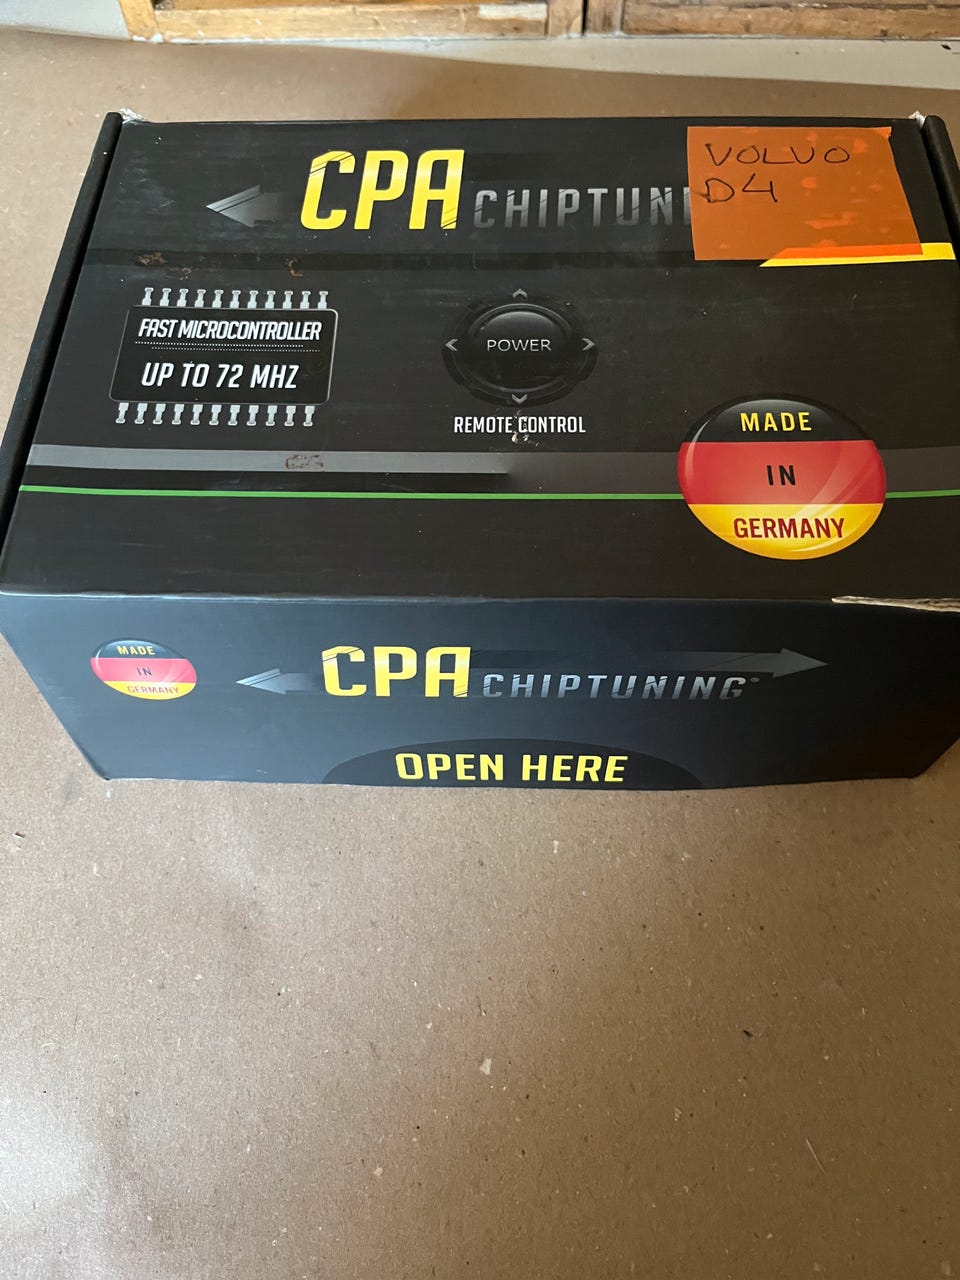 CPA CHIPTUNI
VOLVO
D4
FAST MICROCONTROLLER
UP TO 72 MHZ
POWER
REMOTE CONTROL
MADE
IN
GERMANY
MADE
IN
GERMANY
CPA CHIPTUNING®
OPEN HERE